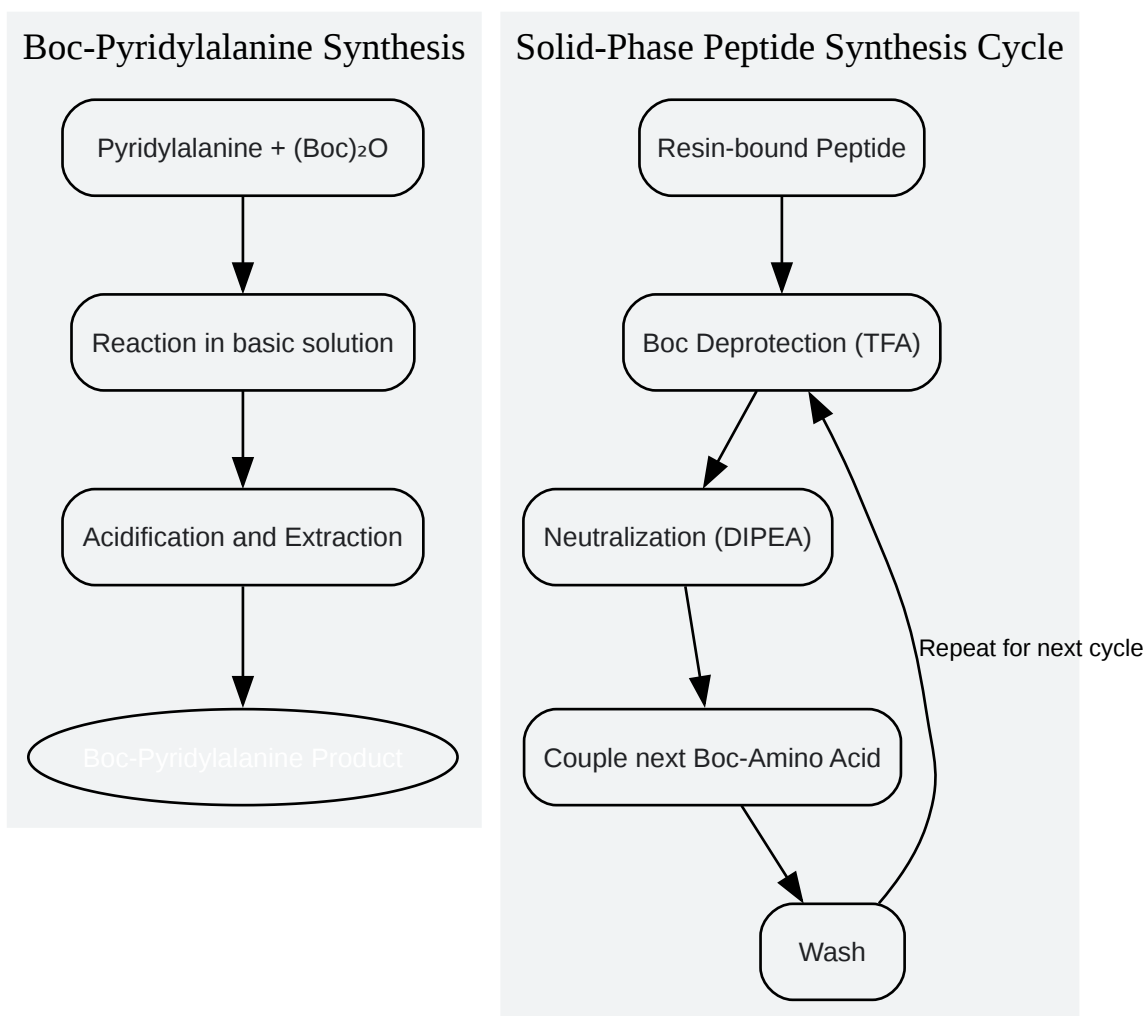 Boc-Pyridylalanine Synthesis
Pyridylalanine + (Boc)₂O
Reaction in basic solution
Acidification and Extraction
Boc-Pyridylalanine Product
Solid-Phase Peptide Synthesis Cycle
Resin-bound Peptide
Boc Deprotection (TFA)
Neutralization (DIPEA)
Repeat for next cycle
Couple next Boc-Amino Acid
Wash